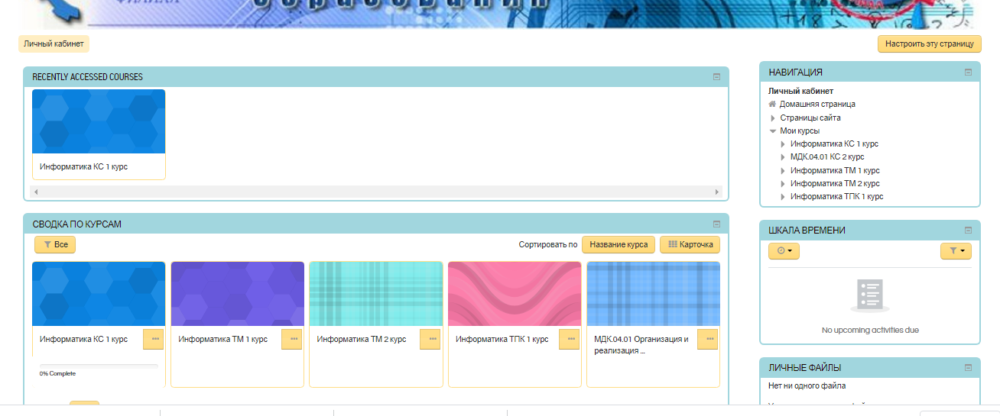 ФИЛИАЛ
образования
+18
Личный кабинет
Настроить эту страницу
RECENTLY ACCESSED COURSES
Информатика КС 1 курс
СВОДКА ПО КУРСАМ
Все
Сортировать по
Название курса
Карточка
Информатика КС 1 курс
...
Информатика ТМ 1 курс
...
Информатика ТМ 2 курс
...
Информатика ТПК 1 курс
...
МДК.04.01 Организация и
реализация ...
...
0% Complete
НАВИГАЦИЯ
Личный кабинет
Домашняя страница
Страницы сайта
Мои курсы
Информатика КС 1 курс
МДК.04.01 КС 2 курс
Информатика ТМ 1 курс
Информатика ТМ 2 курс
Информатика ТПК 1 курс
ШКАЛА ВРЕМЕНИ
No upcoming activities due
ЛИЧНЫЕ ФАЙЛЫ
Нет ни одного файла